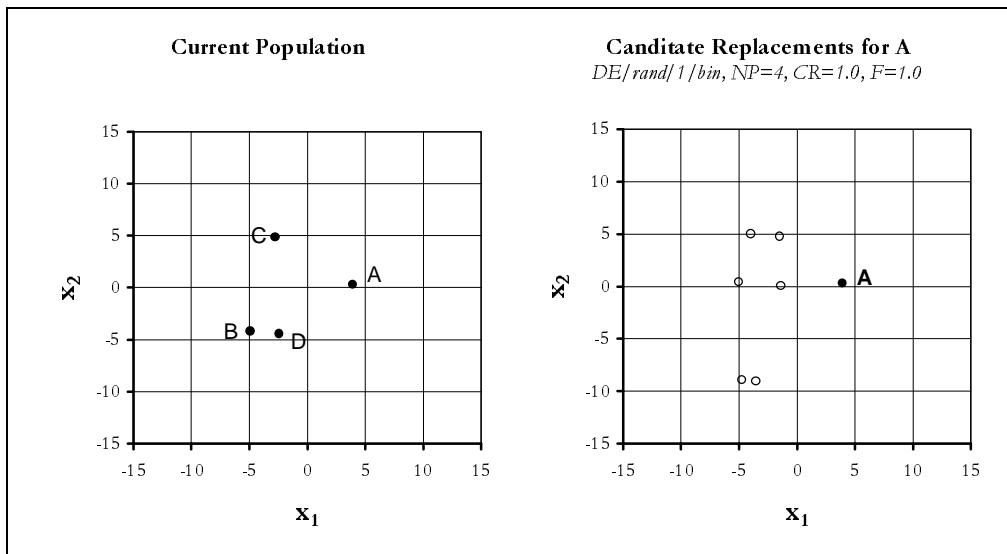 Current Population
15
10
5
0
-5
-10
-15
-15 -10 -5 0 5 10 15
x2
x1
C
A
B
D
Canditate Replacements for A
DE/rand/1/bin, NP=4, CR=1.0, F=1.0
15
10
5
0
-5
-10
-15
-15 -10 -5 0 5 10 15
x2
x1
A